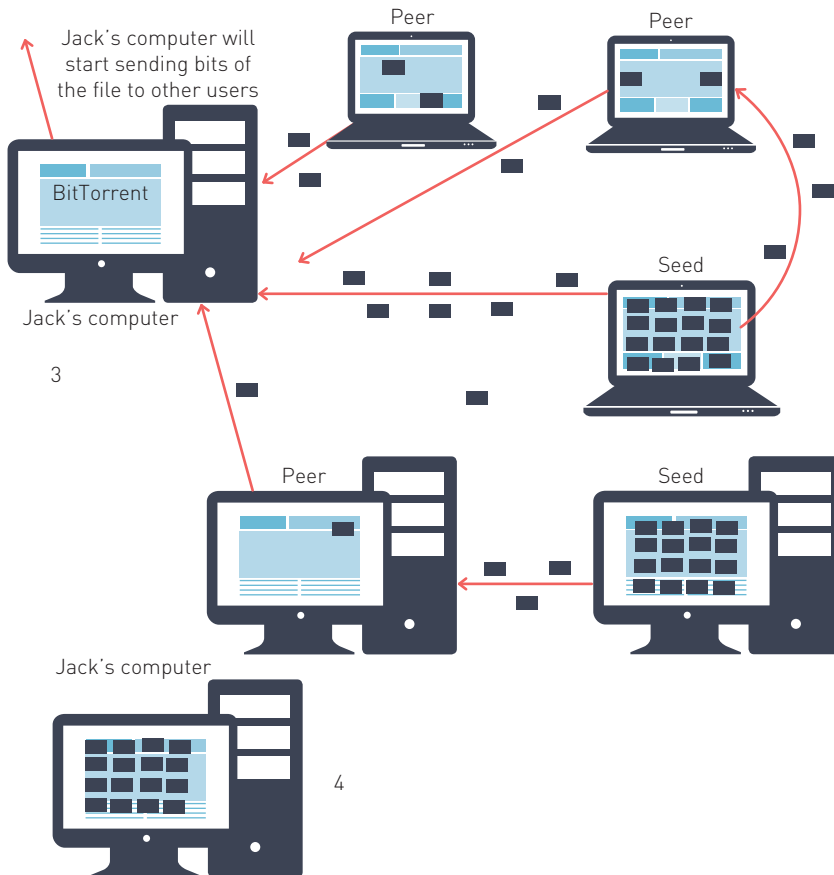 Peer
Peer
Jack's computer will
start sending bits of
the file to other users
BitTorrent
Seed
Jack's computer
3
Peer
Seed
Jack's computer
4